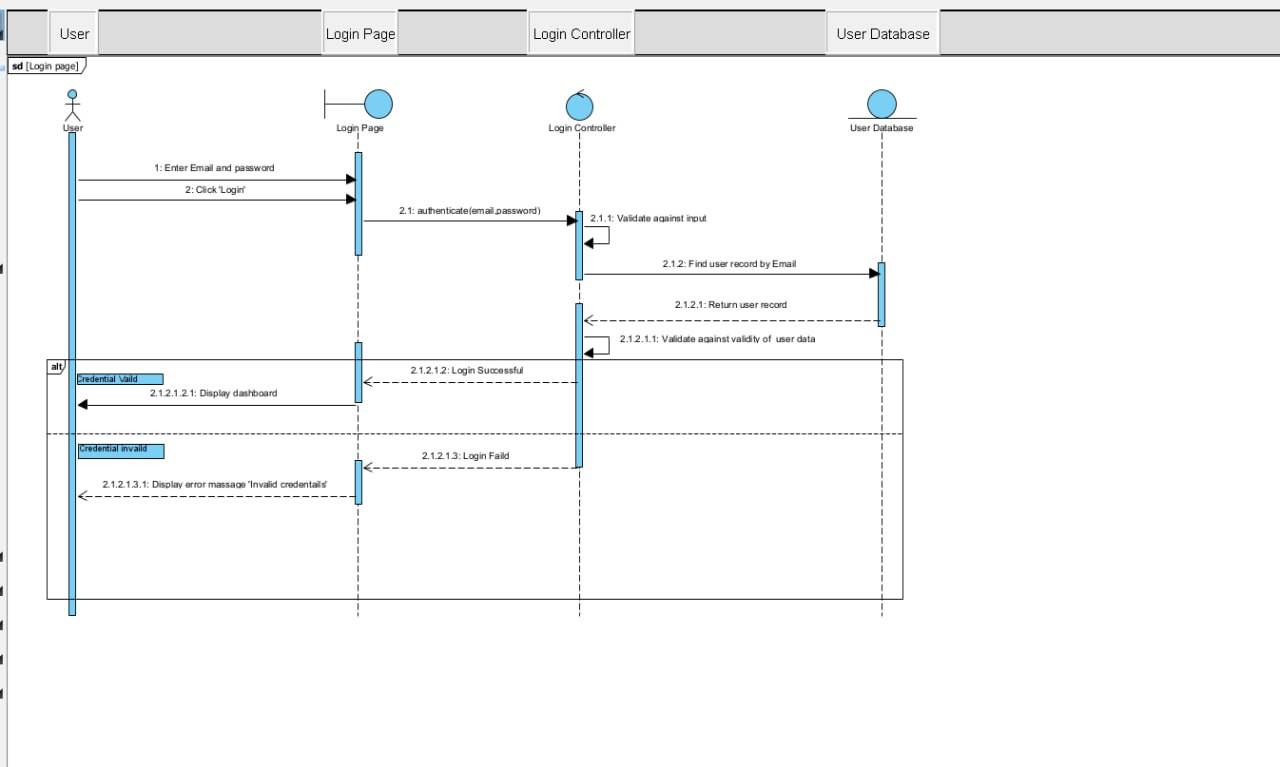 User Login Page Login Controller User Database
sd [Login page]
User Login Page Login Controller User Database
1: Enter Email and password
2: Click 'Login'
2.1: authenticate(email,password)
2.1.1: Validate against input
2.1.2: Find user record by Email
2.1.2.1: Return user record
2.1.2.1.1: Validate against validity of user data
alt
2.1.2.1.2: Login Successful
Credential Vaild
2.1.2.1.2.1: Display dashboard
Credential invaild
2.1.2.1.3: Login Faild
2.1.2.1.3.1: Display error massage 'Invalid credentails'